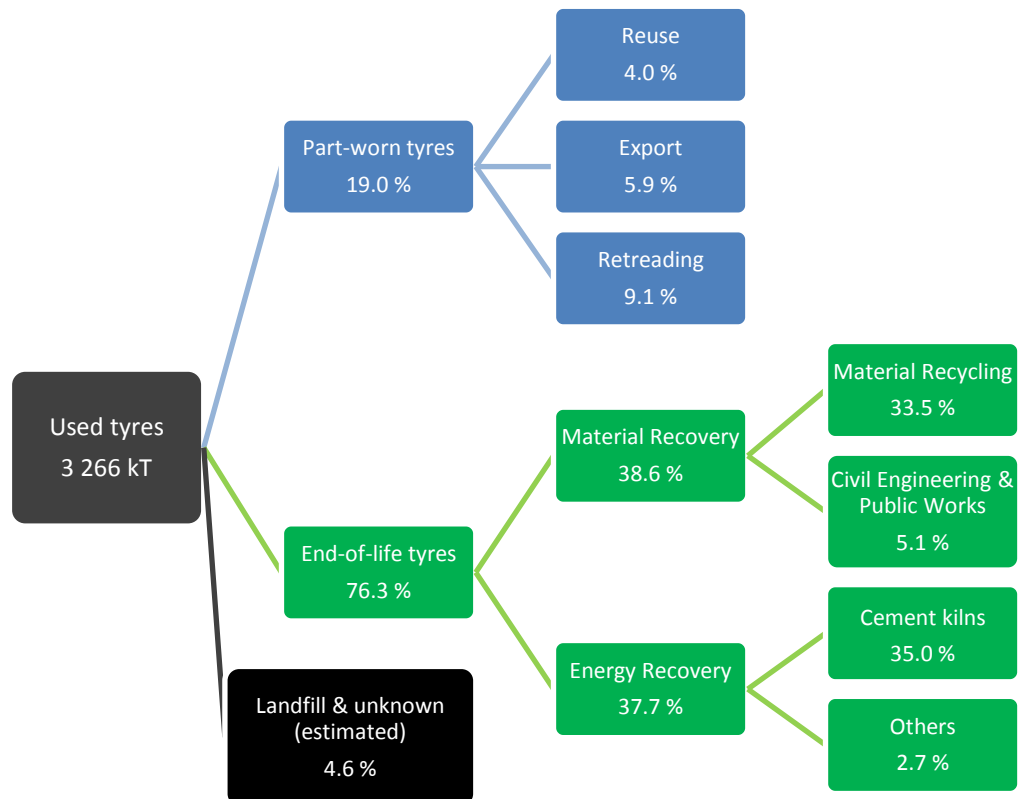 Used tyres
3 266 kT
Part-worn tyres
19.0 %
Reuse
4.0 %
Export
5.9 %
Retreading
9.1 %
End-of-life tyres
76.3 %
Material Recovery
38.6 %
Material Recycling
33.5 %
Civil Engineering &
Public Works
5.1 %
Energy Recovery
37.7 %
Cement kilns
35.0 %
Others
2.7 %
Landfill & unknown
(estimated)
4.6 %